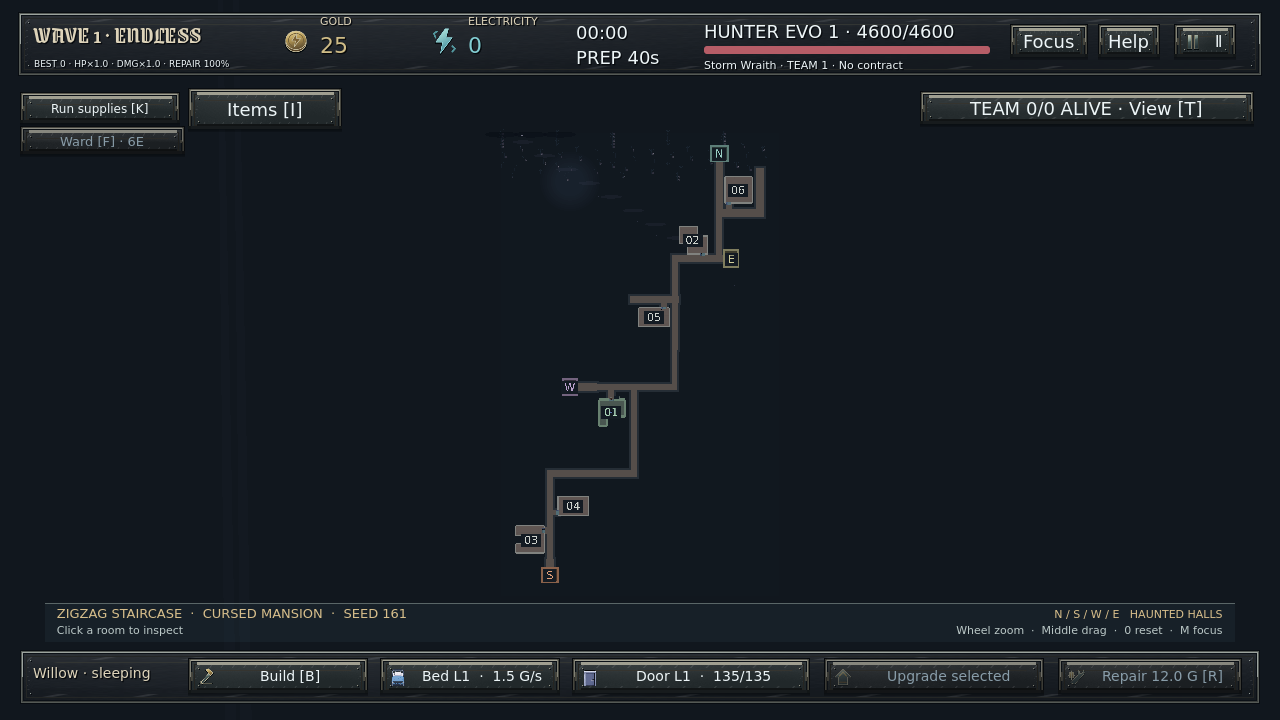 WAVE 1 · ENDLESS
BEST 0 · HP×1.0 · DMG×1.0 · REPAIR 100%
GOLD
25
ELECTRICITY
0
00:00
PREP 40s
HUNTER EVO 1 · 4600/4600
Storm Wraith · TEAM 1 · No contract
Focus
Help
II
Run supplies [K]
Items [I]
Ward [F] · 6E
TEAM 0/0 ALIVE · View [T]
N
06
02
E
05
W
01
04
03
S
ZIGZAG STAIRCASE · CURSED MANSION · SEED 161
Click a room to inspect
N / S / W / E HAUNTED HALLS
Wheel zoom · Middle drag · 0 reset · M focus
Willow · sleeping
Build [B]
Bed L1 · 1.5 G/s
Door L1 · 135/135
Upgrade selected
Repair 12.0 G [R]